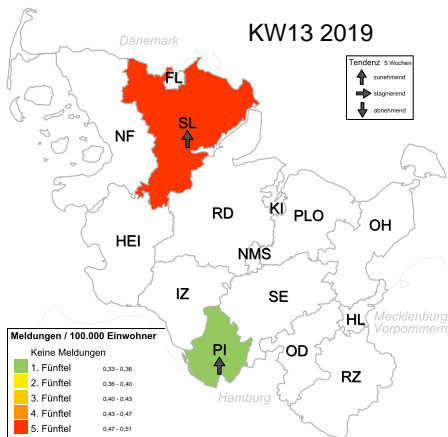 KW13 2019
Dänemark
Tendenz 5 Wochen
zunehmend
stagnierend
abnehmend
FL
SL
NF
RD
KI
PLO
OH
HEI
NMS
IZ
SE
HL
Mecklenburg
Vorpommern
PI
OD
RZ
Hamburg
Meldungen / 100.000 Einwohner
Keine Meldungen
1. Fünftel 0,33 - 0,36
2. Fünftel 0,36 - 0,40
3. Fünftel 0,40 - 0,43
4. Fünftel 0,43 - 0,47
5. Fünftel 0,47 - 0,51